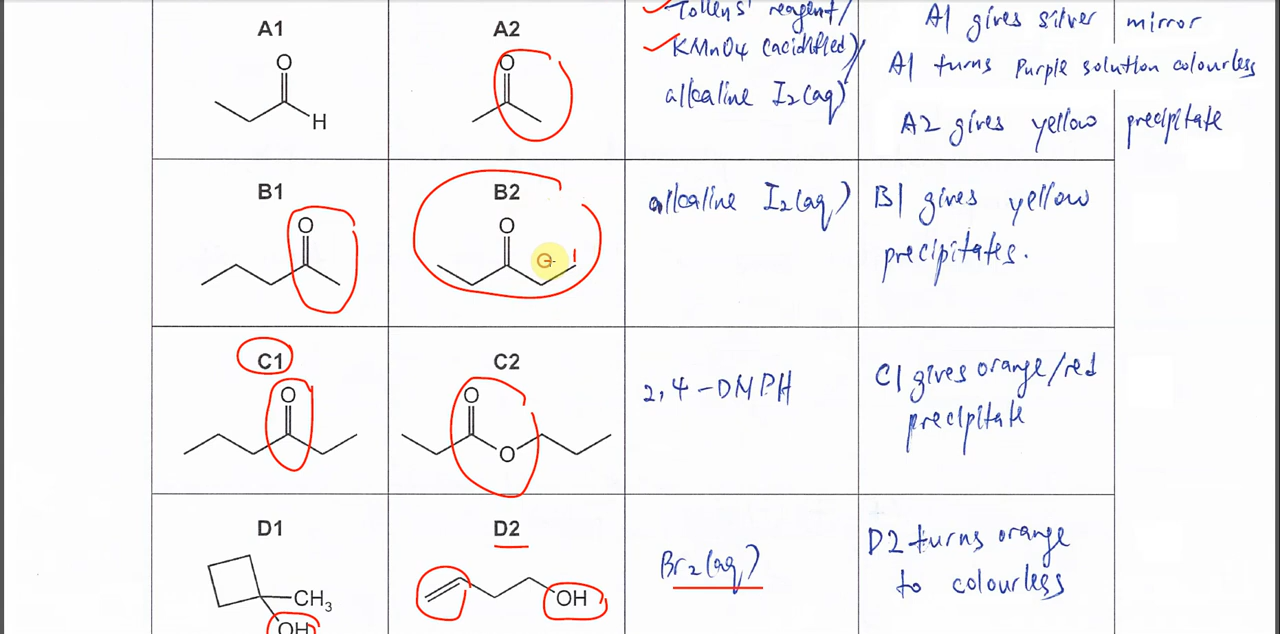 Tollens' reagent/
A1 gives silver mirror
A1
A2
KMnO4 (acidified)/
A1 turns Purple solution colourless
O
O
alkaline I2(aq)
H
A2 gives yellow precipitate
B1
B2
alkaline I2(aq)
B1 gives yellow
O
O
precipitates.
C1
C2
2,4-DMPH
C1 gives orange/red
O
O
precipitate
O
D1
D2
Br2(aq)
D2 turns orange
to colourless
CH3
OH
OH